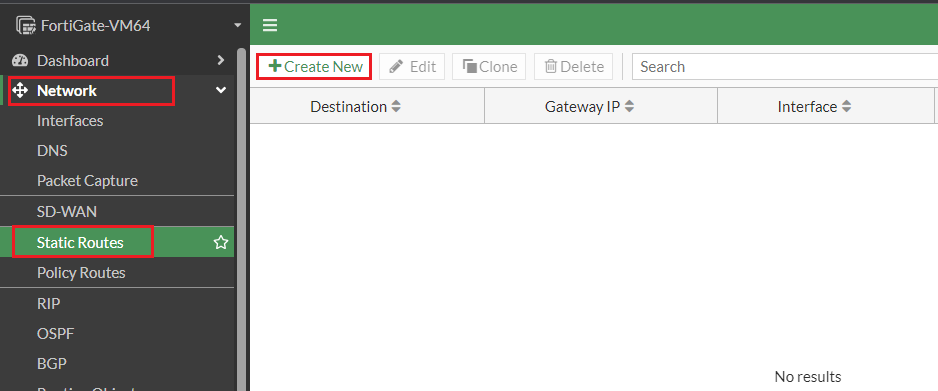 FortiGate-VM64
Dashboard
Network
Interfaces
DNS
Packet Capture
SD-WAN
Static Routes
Policy Routes
RIP
OSPF
BGP
Create New Edit Clone Delete Search
Destination Gateway IP Interface
No results